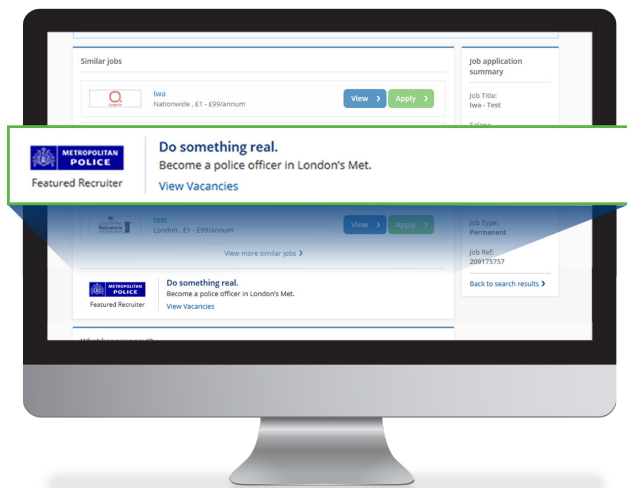 Similar jobs
iwa
Nationwide , £1 - £99/annum
View
Apply
METROPOLITAN
POLICE
Featured Recruiter
Do something real.
Become a police officer in London's Met.
View Vacancies
Network
test
London , £1 - £99/annum
View
Apply
View more similar jobs
METROPOLITAN
POLICE
Featured Recruiter
Do something real.
Become a police officer in London's Met.
View Vacancies
Job application
summary
Job Title:
Iwa - Test
Job Type:
Permanent
Job Ref:
209175757
Back to search results